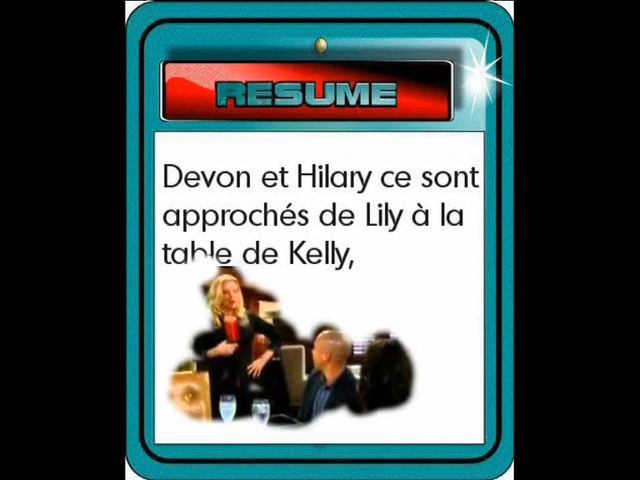 RESUME
Devon et Hilary ce sont
approchés de Lily à la
table de Kelly,